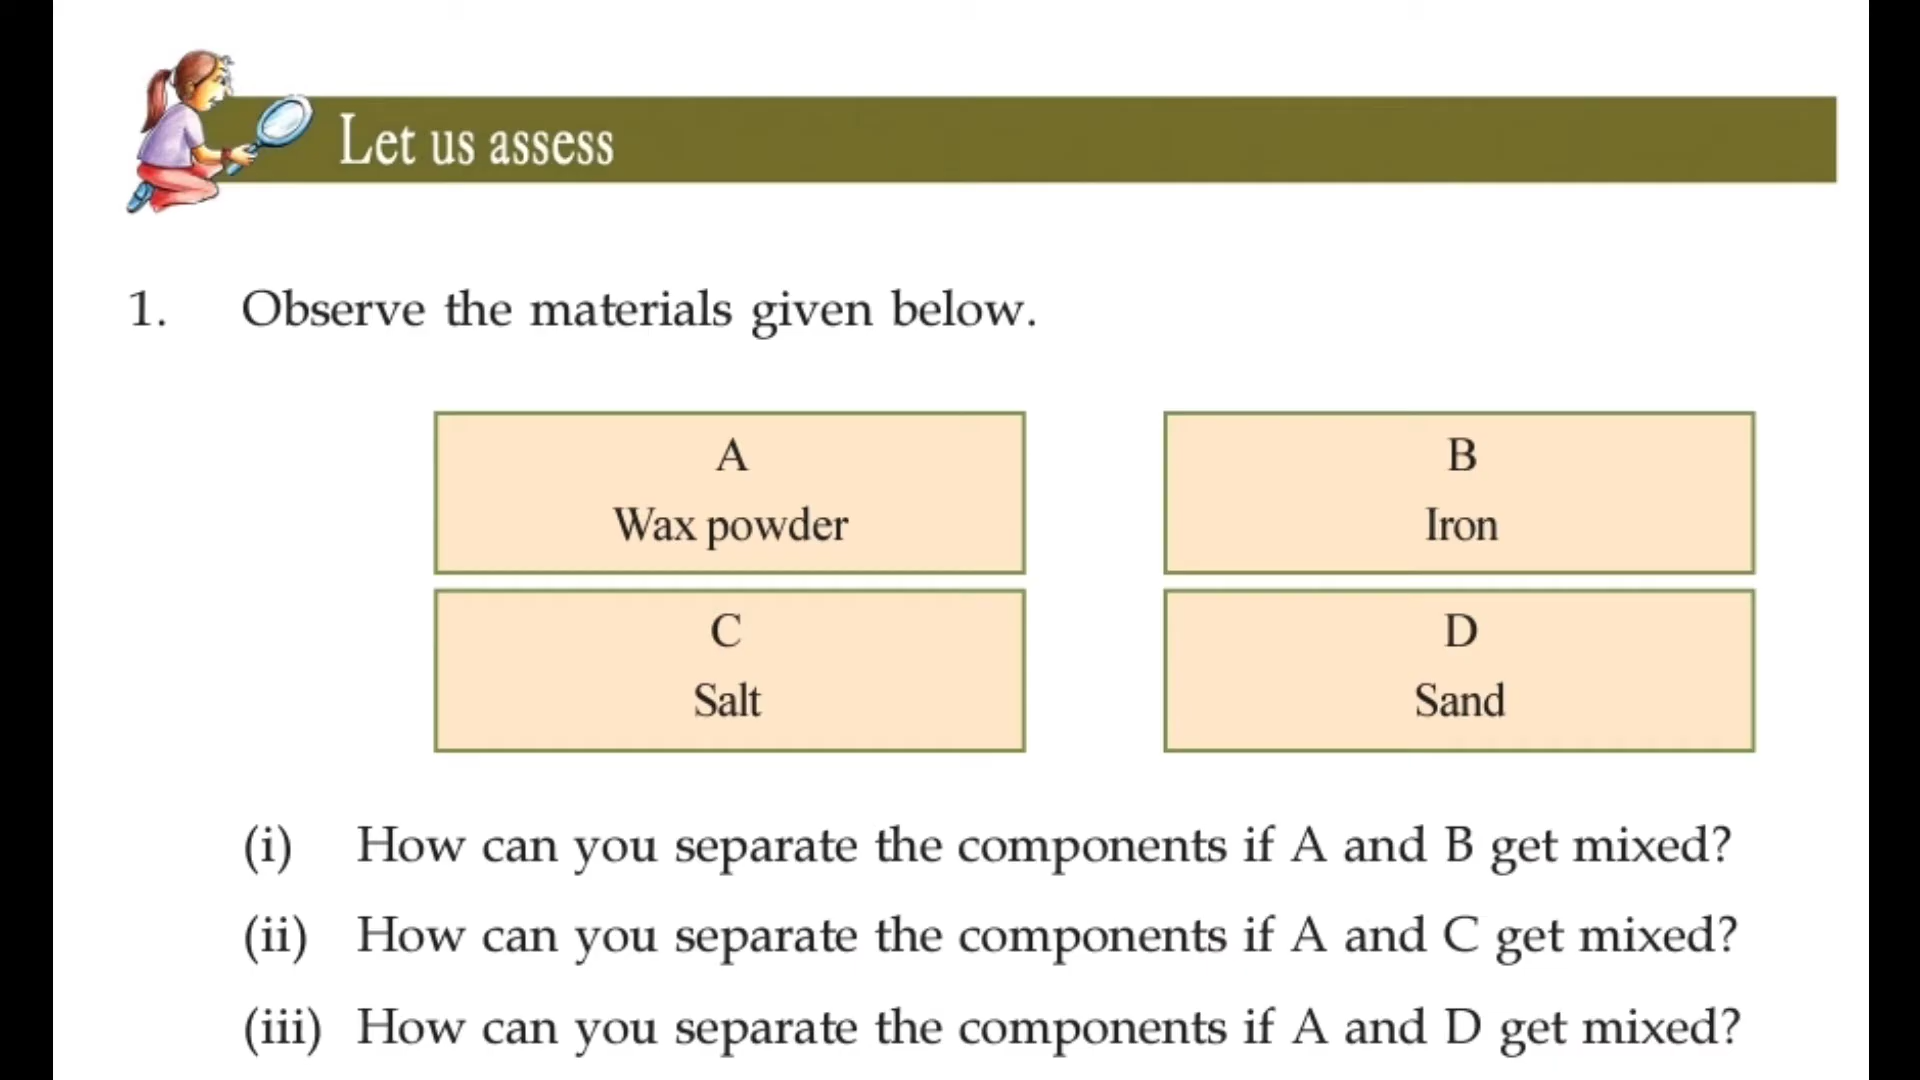 Let us assess
1. Observe the materials given below.
A
Wax powder
B
Iron
C
Salt
D
Sand
(i) How can you separate the components if A and B get mixed?
(ii) How can you separate the components if A and C get mixed?
(iii) How can you separate the components if A and D get mixed?